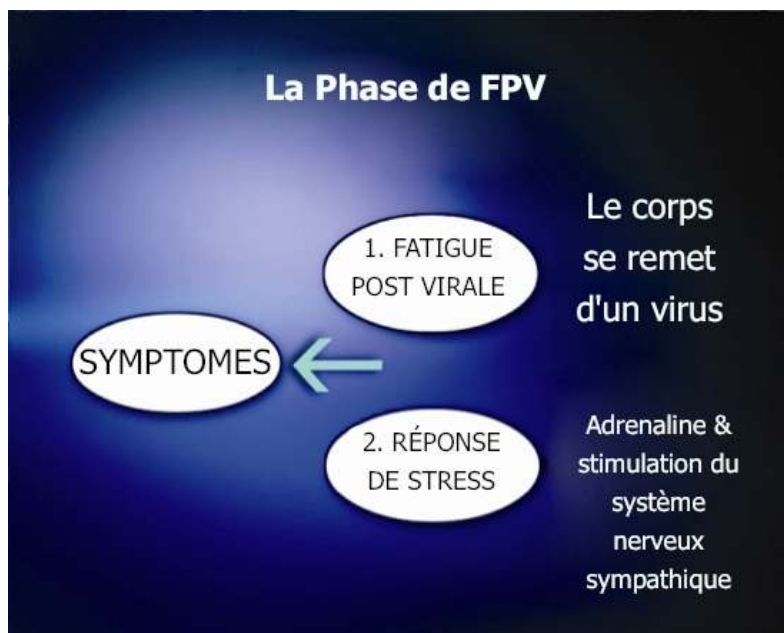 La Phase de FPV
1. FATIGUE
POST VIRALE
Le corps
se remet
d'un virus
SYMPTOMES
2. RÉPONSE
DE STRESS
Adrenaline &
stimulation du
système
nerveux
sympathique